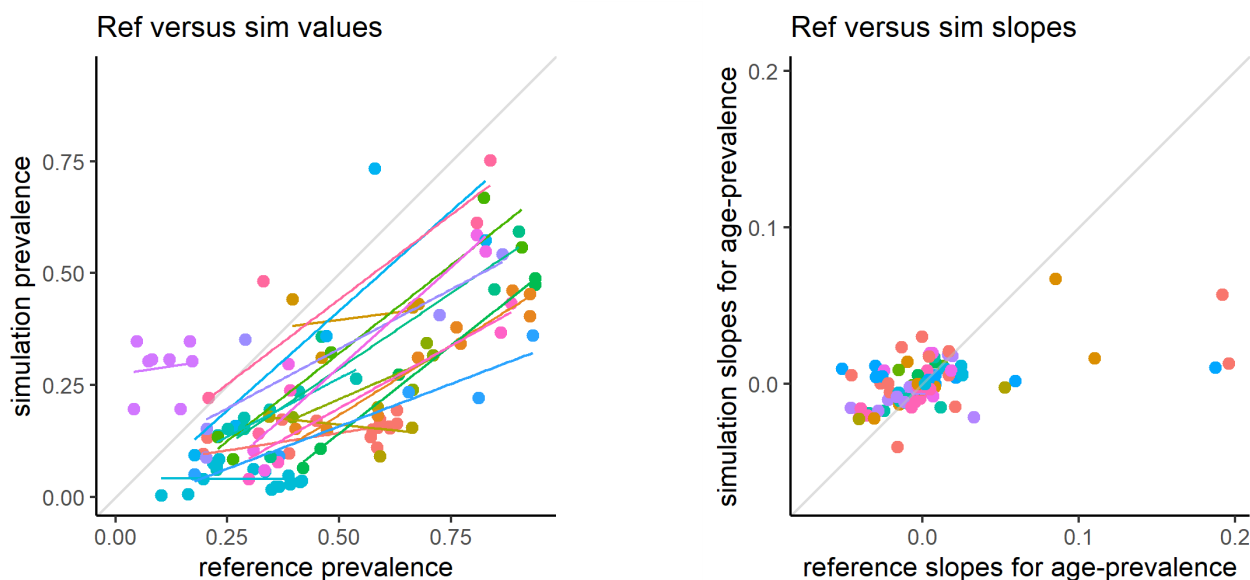 Ref versus sim values
simulation prevalence
0.75
0.50
0.25
0.00
0.00 0.25 0.50 0.75
reference prevalence
Ref versus sim slopes
simulation slopes for age-prevalence
0.2
0.1
0.0
0.0 0.1 0.2
reference slopes for age-prevalence